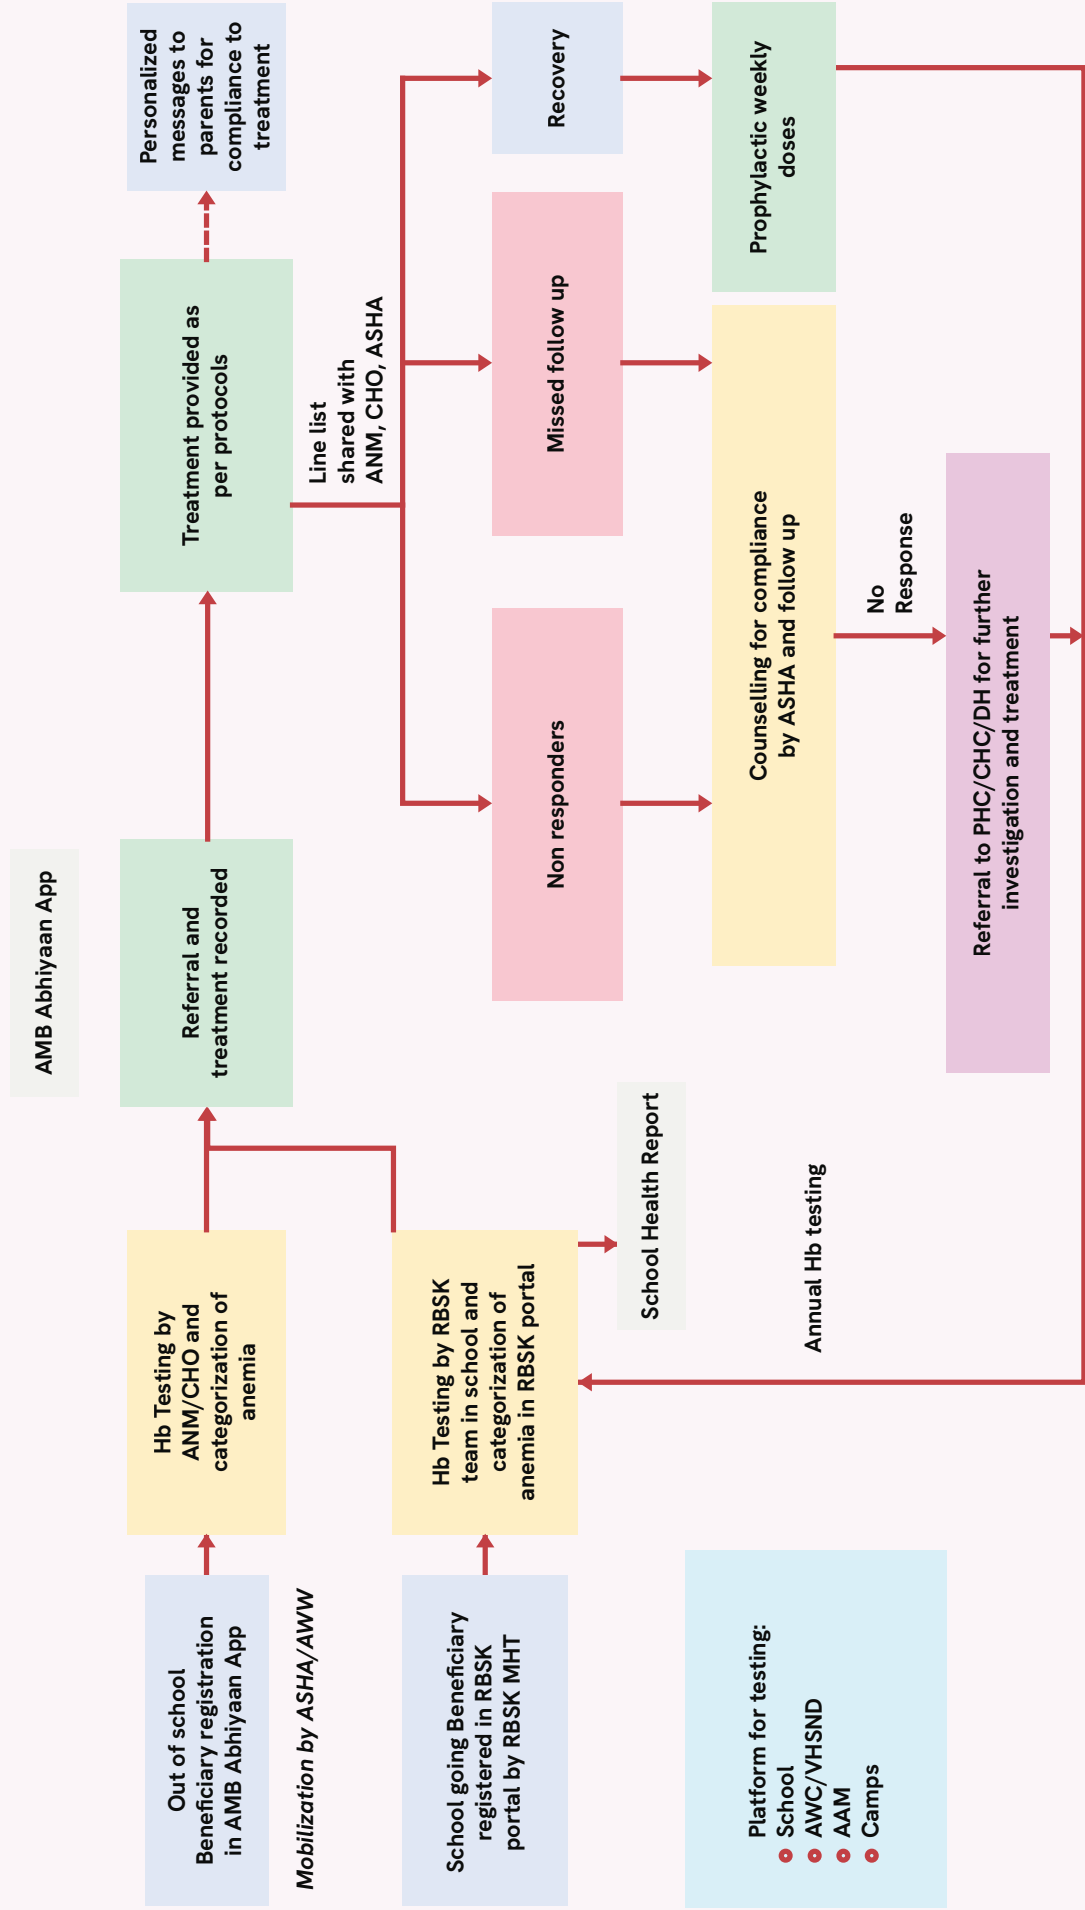 AMB Abhiyaan App
Out of school
Beneficiary registration
in AMB Abhiyaan App
Mobilization by ASHA/AWW
Hb Testing by
ANM/CHO and
categorization of
anemia
Referral and
treatment recorded
Treatment provided as
per protocols
Personalized
messages to
parents for
compliance to
treatment
Line list
shared with
ANM, CHO, ASHA
School going Beneficiary
registered in RBSK
portal by RBSK MHT
Hb Testing by RBSK
team in school and
categorization of
anemia in RBSK portal
School Health Report
Non responders
Missed follow up
Recovery
Counselling for compliance
by ASHA and follow up
Prophylactic weekly
doses
No
Response
Referral to PHC/CHC/DH for further
investigation and treatment
Annual Hb testing
Platform for testing:
School
AWC/VHSND
AAM
Camps